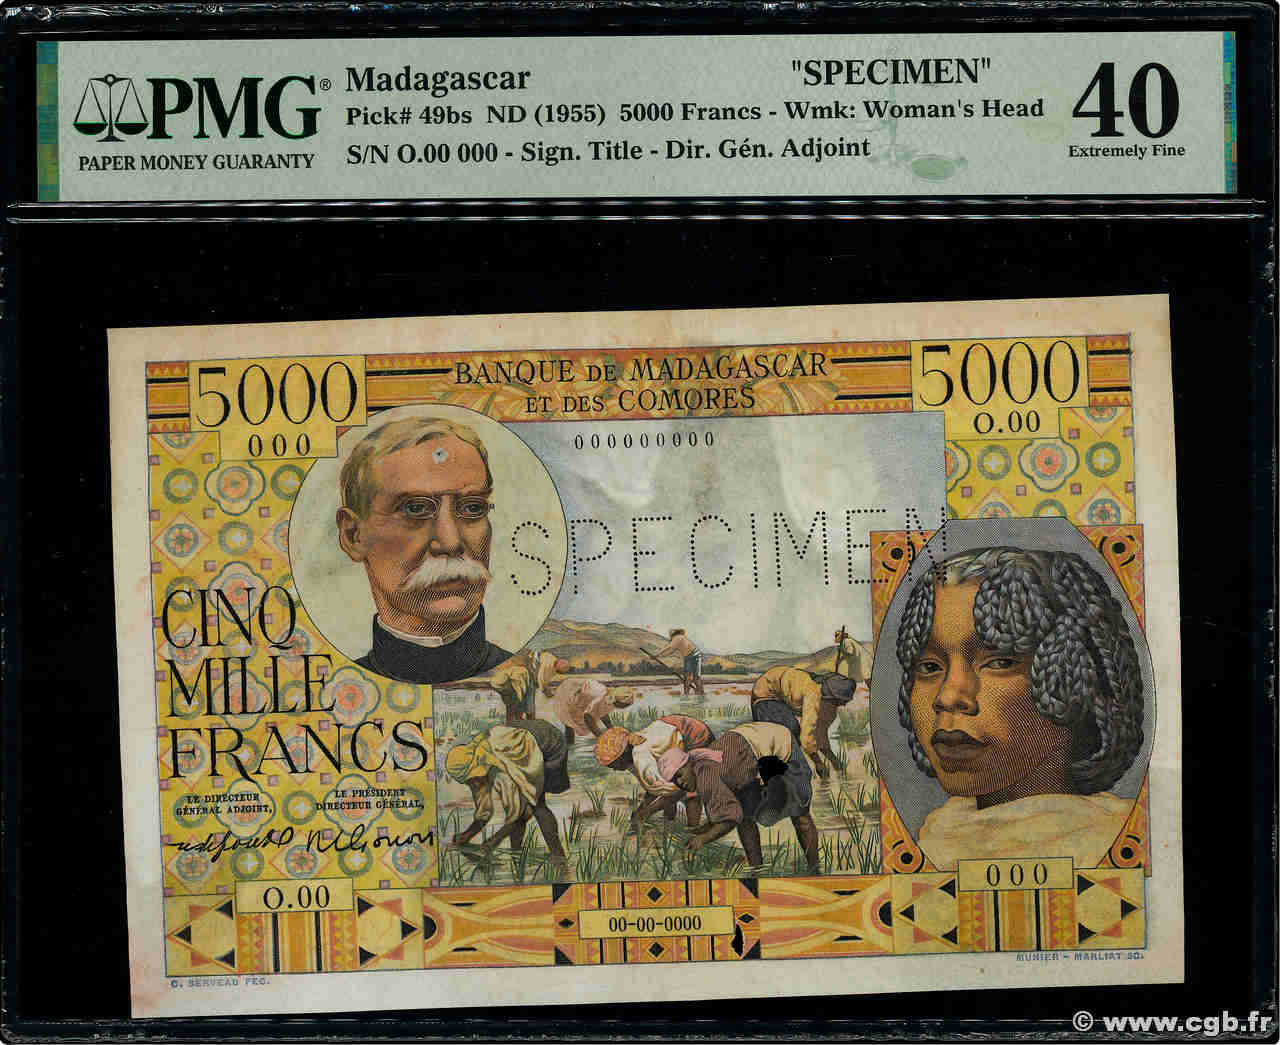 PMG®
PAPER MONEY GUARANTY
Madagascar "SPECIMEN"
Pick# 49bs ND (1955) 5000 Francs - Wmk: Woman's Head
S/N O.00 000 - Sign. Title - Dir. Gén. Adjoint
40
Extremely Fine
5000
000
BANQUE DE MADAGASCAR
ET DES COMORES
5000
O.00
000000000
SPECIMEN
CINQ
MILLE
FRANCS
LE DIRECTEUR
GÉNÉRAL ADJOINT,
LE PRÉSIDENT
DIRECTEUR GÉNÉRAL,
O.00
00-00-0000
000
C. SERVEAU FEC.
MUNIER - MARLIAT SC.
© www.cgb.fr